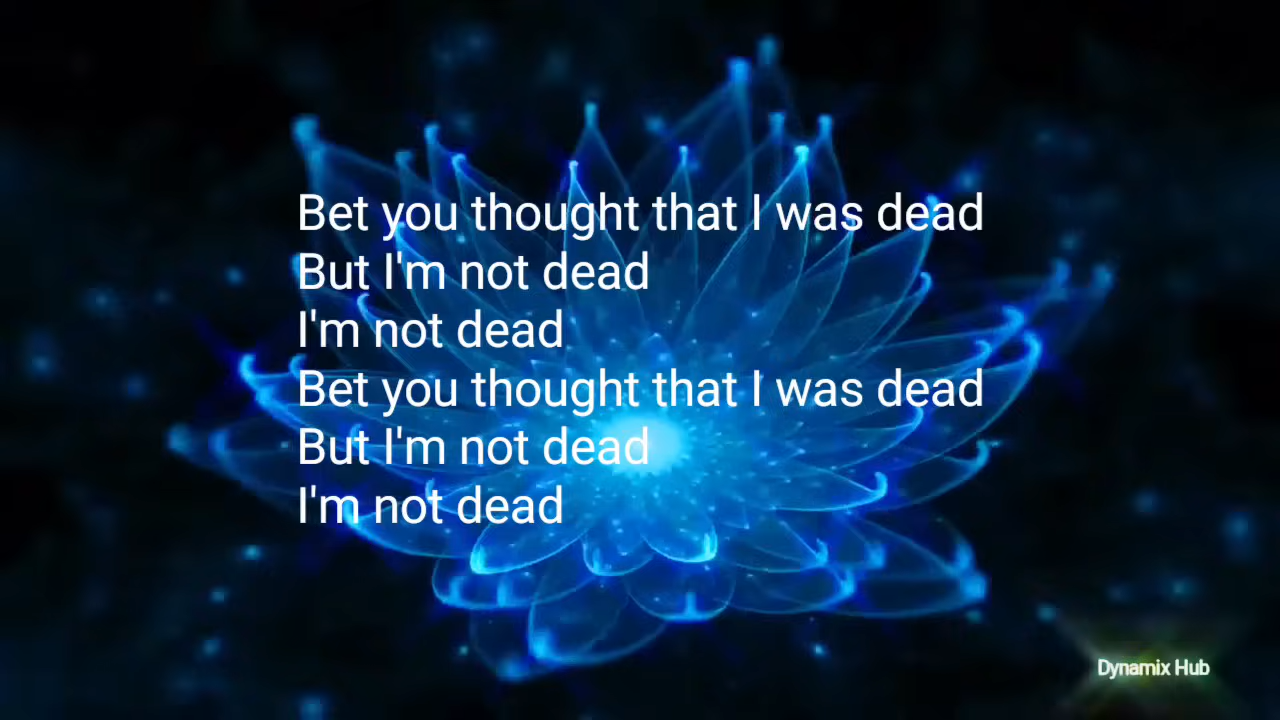 Bet you thought that I was dead
But I'm not dead
I'm not dead
Bet you thought that I was dead
But I'm not dead
I'm not dead
Dynamix Hub